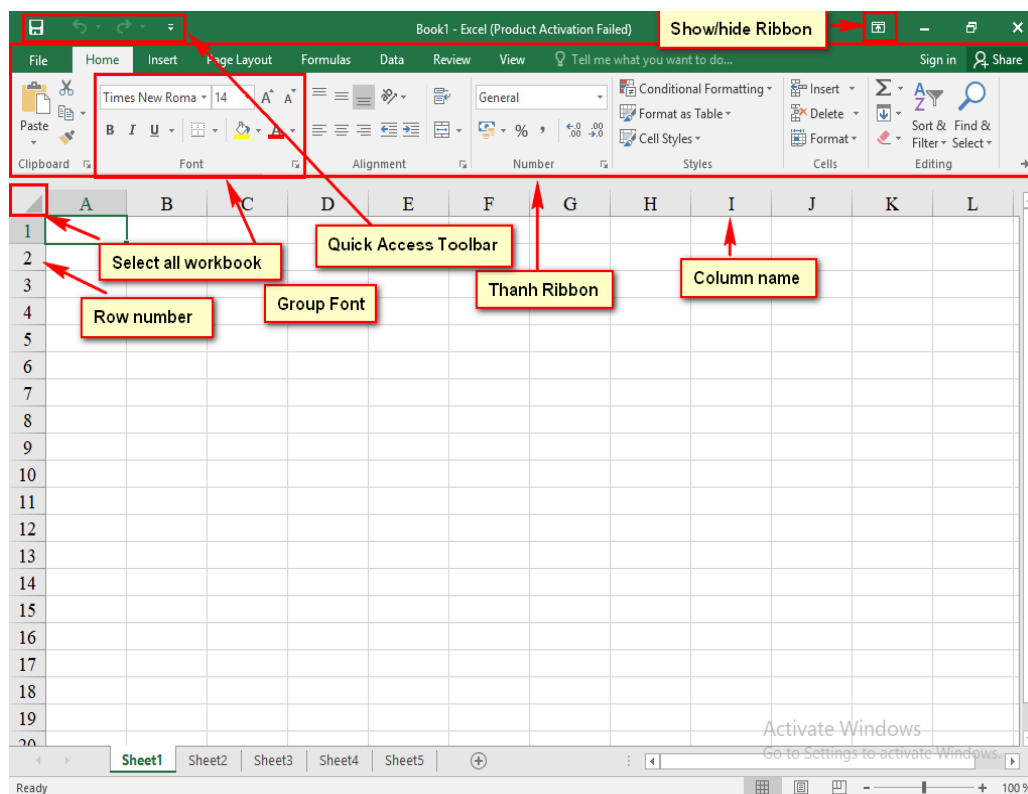 Book1 - Excel (Product Activation Failed)
Show/hide Ribbon
File Home Insert Page Layout Formulas Data Review View Tell me what you want to do... Sign in Share
Paste
Clipboard
Times New Roma 14 A A
B I U A
Font
Alignment
General
% , .00 .00
Number
Conditional Formatting
Format as Table
Cell Styles
Styles
Insert
Delete
Format
Cells
Σ
A
Z
Sort & Find &
Filter Select
Editing
A B C D E F G H I J K L
1
2
3
4
5
6
7
8
9
10
11
12
13
14
15
16
17
18
19
20
Quick Access Toolbar
Select all workbook
Column name
Thanh Ribbon
Group Font
Row number
Activate Windows
Go to Settings to activate Windows.
Sheet1 Sheet2 Sheet3 Sheet4 Sheet5
Ready
100 %